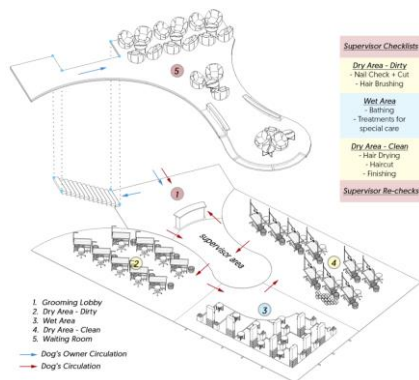 Supervisor Checklists
Dry Area - Dirty
- Nail Check + Cut
- Hair Brushing
Wet Area
- Bathing
- Treatments for
special care
Dry Area - Clean
- Hair Drying
- Haircut
- Finishing
Supervisor Re-checks
5
1
supervisor area
2
4
3
1. Grooming Lobby
2. Dry Area - Dirty
3. Wet Area
4. Dry Area - Clean
5. Waiting Room
Dog's Owner Circulation
Dog's Circulation